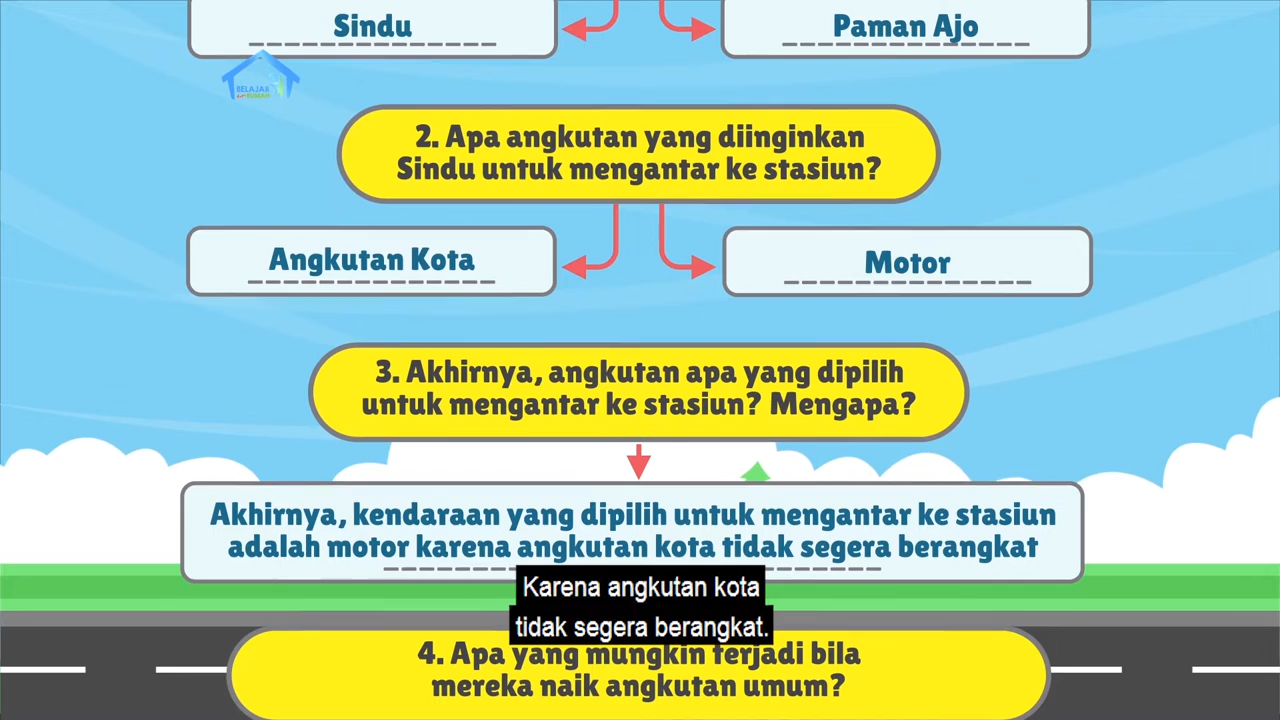 Sindu
Paman Ajo
BELAJAR
RUMAH
2. Apa angkutan yang diinginkan
Sindu untuk mengantar ke stasiun?
Angkutan Kota
Motor
3. Akhirnya, angkutan apa yang dipilih
untuk mengantar ke stasiun? Mengapa?
Akhirnya, kendaraan yang dipilih untuk mengantar ke stasiun
adalah motor karena angkutan kota tidak segera berangkat
Karena angkutan kota
tidak segera berangkat.
4. Apa yang mungkin terjadi bila
mereka naik angkutan umum?